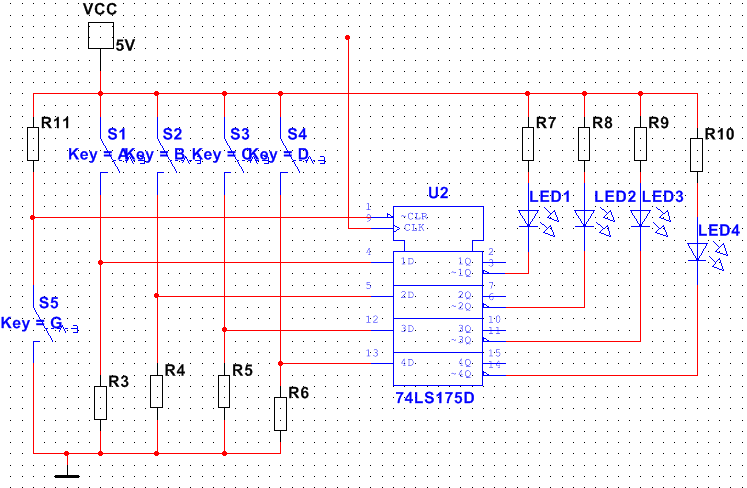 VCC
5V
R11
S1
S2
S3
S4
R7
R8
R9
R10
Key = A
Key = B
Key = C
Key = D
U2
LED1
LED2
LED3
LED4
1
9
~CLR
CLK
4
1D
1Q
2
~1Q
3
5
2D
2Q
7
~2Q
6
12
3D
3Q
10
~3Q
11
13
4D
4Q
15
~4Q
14
S5
Key = G
R3
R4
R5
R6
74LS175D